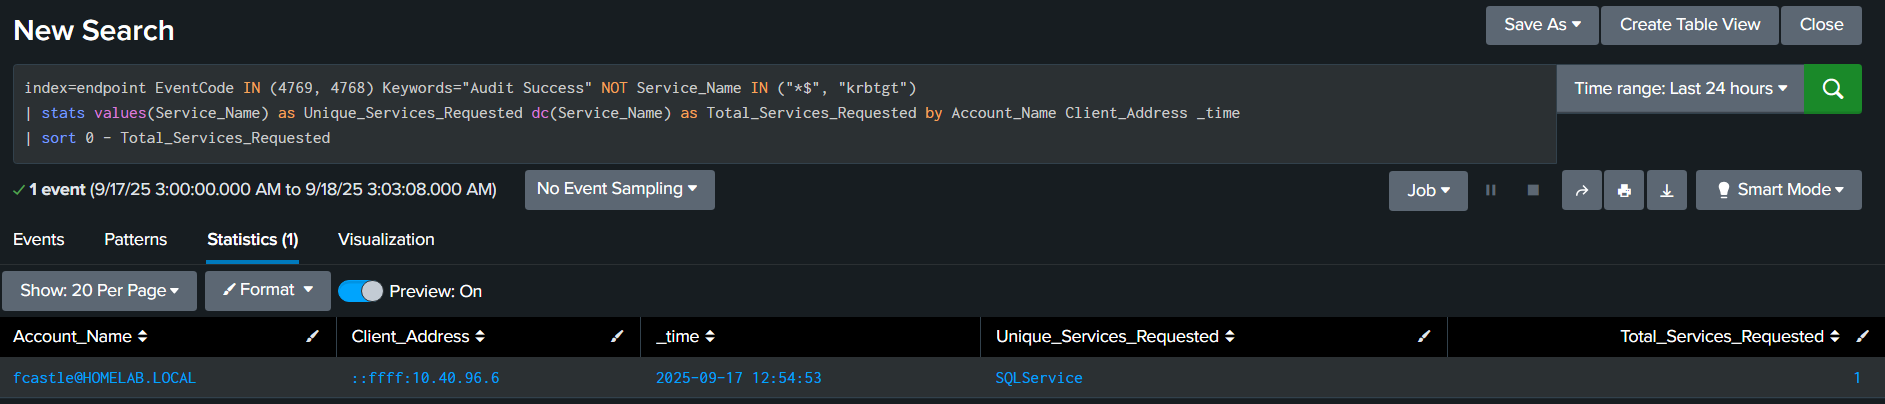 New Search
Save As
Create Table View
Close
index=endpoint EventCode IN (4769, 4768) Keywords="Audit Success" NOT Service_Name IN ("*$", "krbtgt")
| stats values(Service_Name) as Unique_Services_Requested dc(Service_Name) as Total_Services_Requested by Account_Name Client_Address _time
| sort 0 - Total_Services_Requested
Time range: Last 24 hours
1 event (9/17/25 3:00:00.000 AM to 9/18/25 3:03:08.000 AM)
No Event Sampling
Job
Smart Mode
Events
Patterns
Statistics (1)
Visualization
Show: 20 Per Page
Format
Preview: On
Account_Name
Client_Address
_time
Unique_Services_Requested
Total_Services_Requested
fcastle@HOMELAB.LOCAL
::ffff:10.40.96.6
2025-09-17 12:54:53
SQLService
1